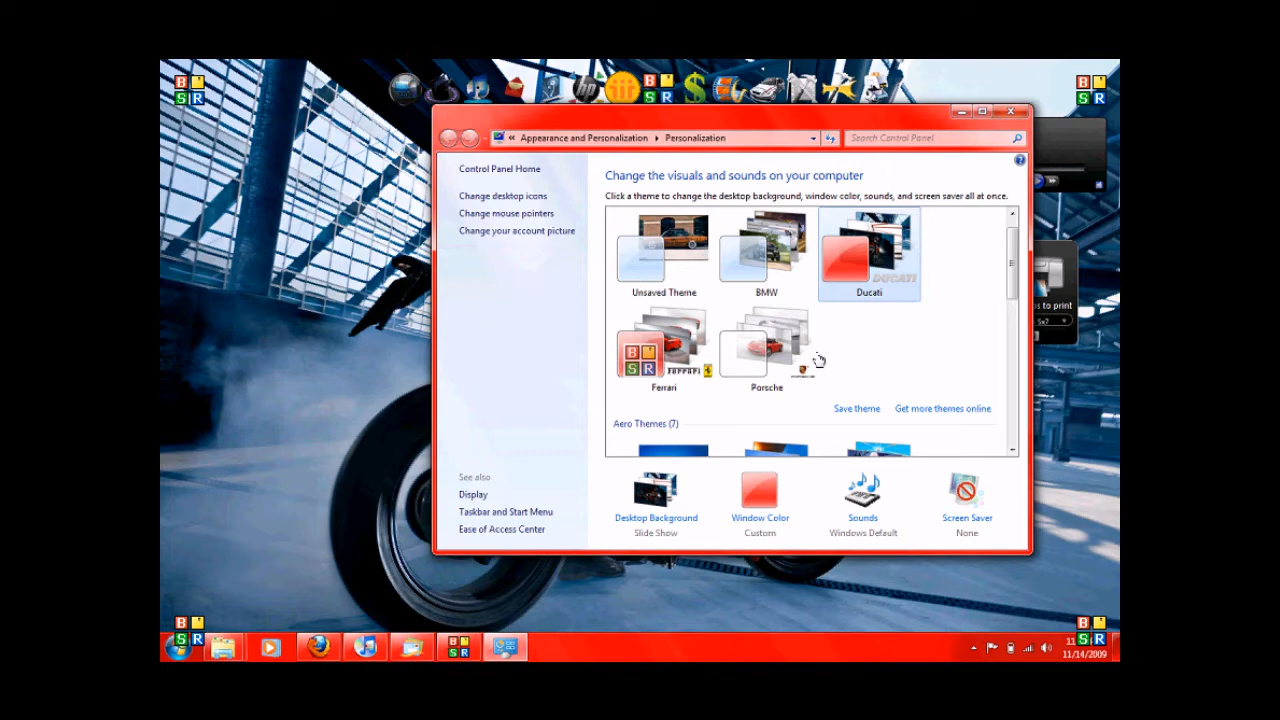 B
S R
B
S R
hp
B
S R
$
« Appearance and Personalization ▸ Personalization
Search Control Panel
Control Panel Home
Change desktop icons
Change mouse pointers
Change your account picture
Change the visuals and sounds on your computer
Click a theme to change the desktop background, window color, sounds, and screen saver all at once.
DUCATI
Unsaved Theme
BMW
Ducati
B
S R
Ferrari
Porsche
Save theme
Get more themes online
Aero Themes (7)
s to print
5x7
See also
Display
Taskbar and Start Menu
Ease of Access Center
Desktop Background
Slide Show
Window Color
Custom
Sounds
Windows Default
Screen Saver
None
B
S R
B
S R
B
S R
11
11/14/2009